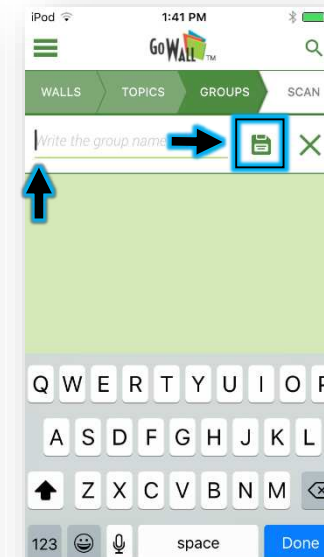 iPod 1:41 PM
GoWALL TM
WALLS TOPICS GROUPS SCAN
Write the group name
Q W E R T Y U I O P
A S D F G H J K L
Z X C V B N M
123 space Done